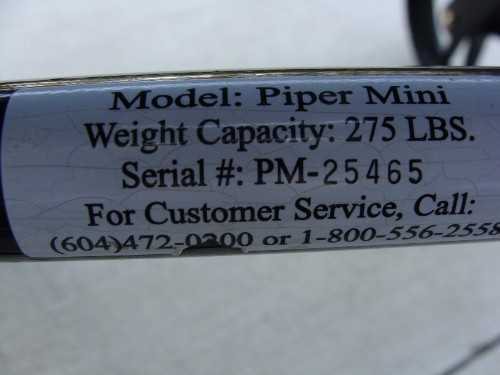 Model: Piper Mini
Weight Capacity: 275 LBS.
Serial #: PM-25465
For Customer Service, Call:
(604)472-0200 or 1-800-556-2558